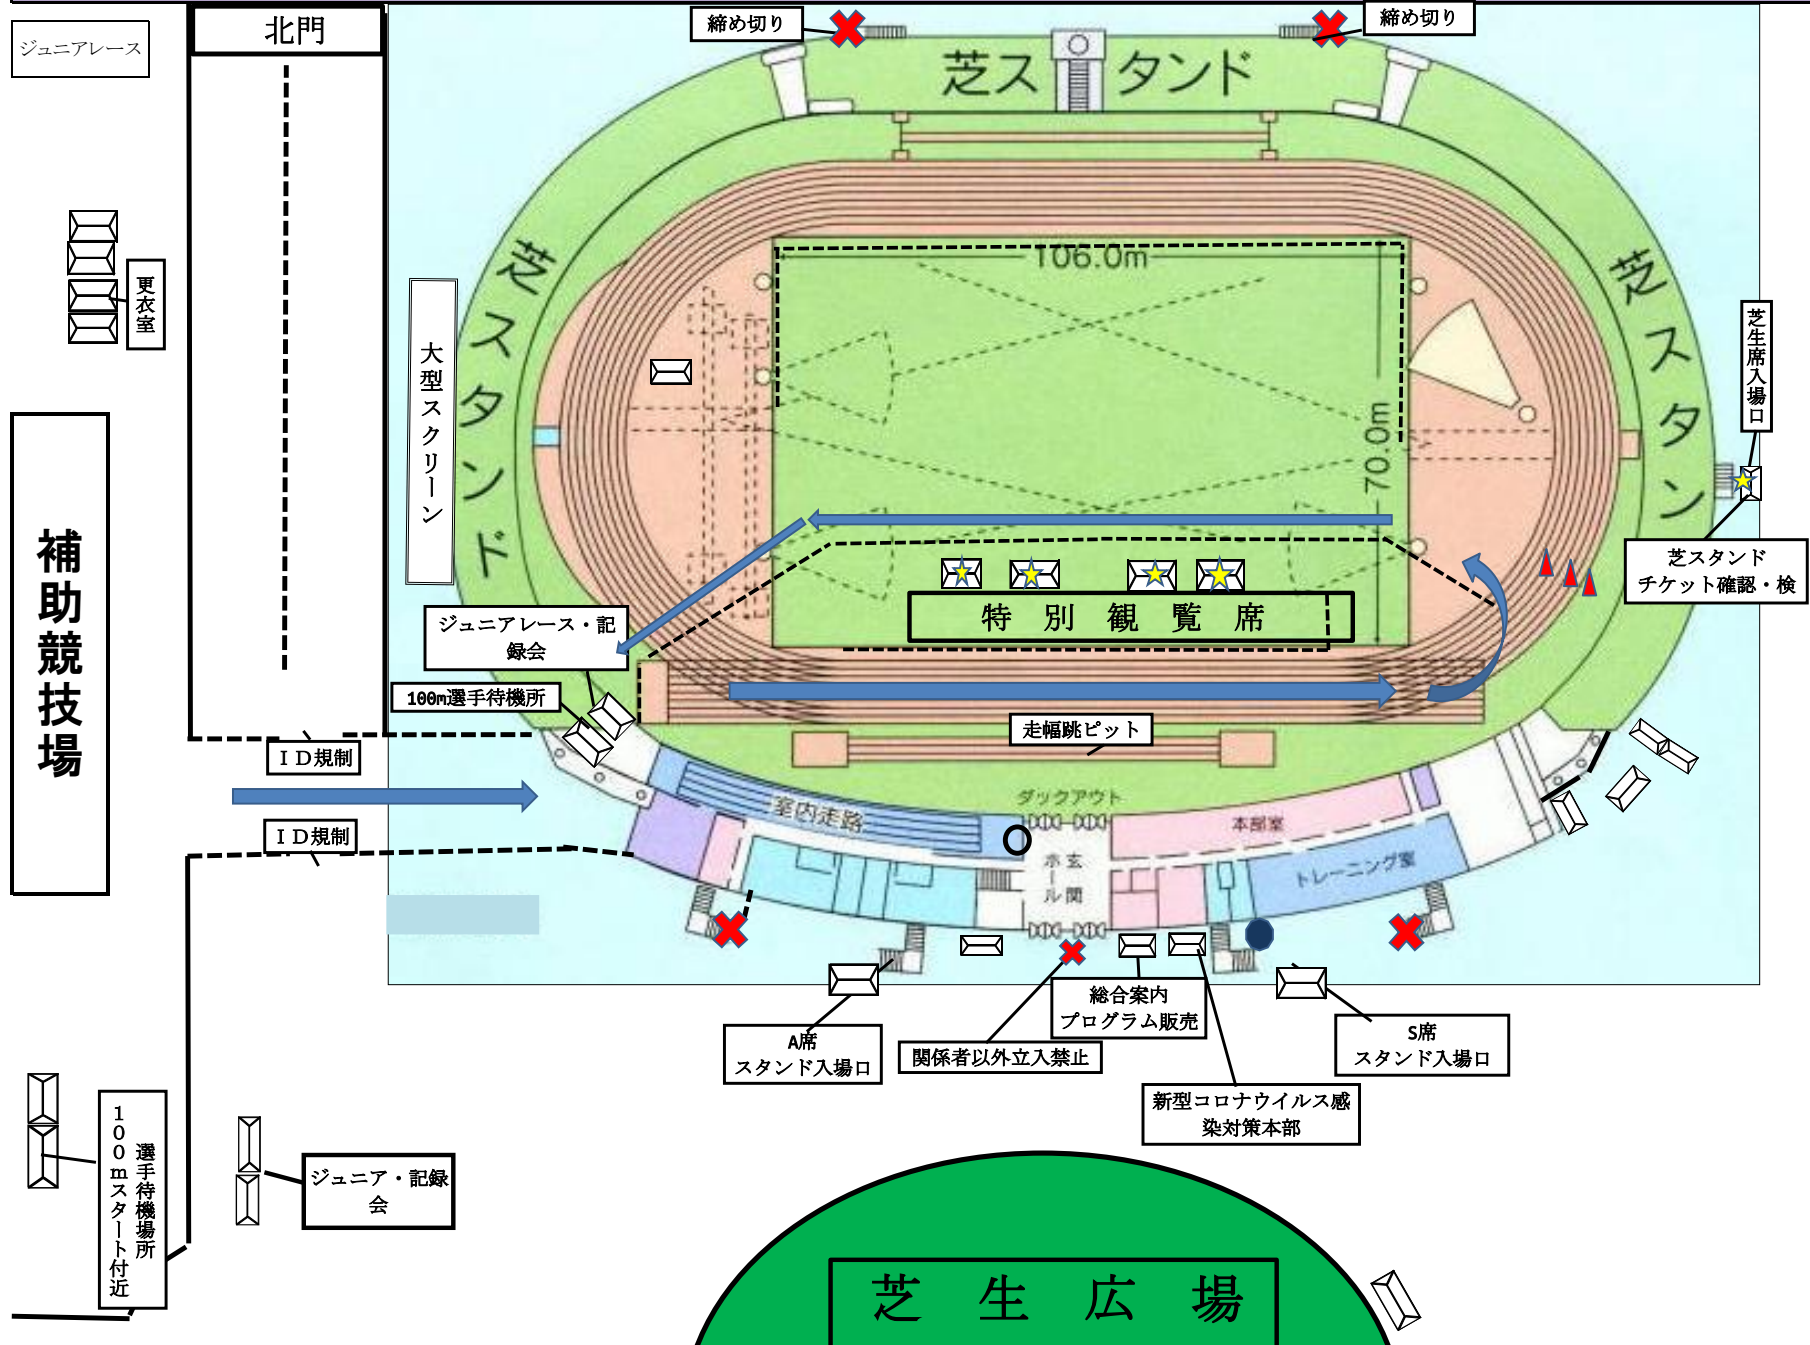 北門
ジュニアレース
締め切り
締め切り
芝スタンド
芝スタンド
芝スタンド
106.0m
70.0m
更衣室
大型スクリーン
芝生席入場口
補助競技場
芝スタンド
チケット確認・検
特別観覧席
ジュニアレース・記
録会
100m選手待機所
走幅跳ピット
ＩＤ規制
ＩＤ規制
室内走路
ダックアウト
本部室
トレーニング室
玄関
ホール
総合案内
プログラム販売
A席
スタンド入場口
関係者以外立入禁止
S席
スタンド入場口
新型コロナウイルス感
染対策本部
選手待機場所
１００ｍスタート付近
ジュニア・記録
会
芝生広場